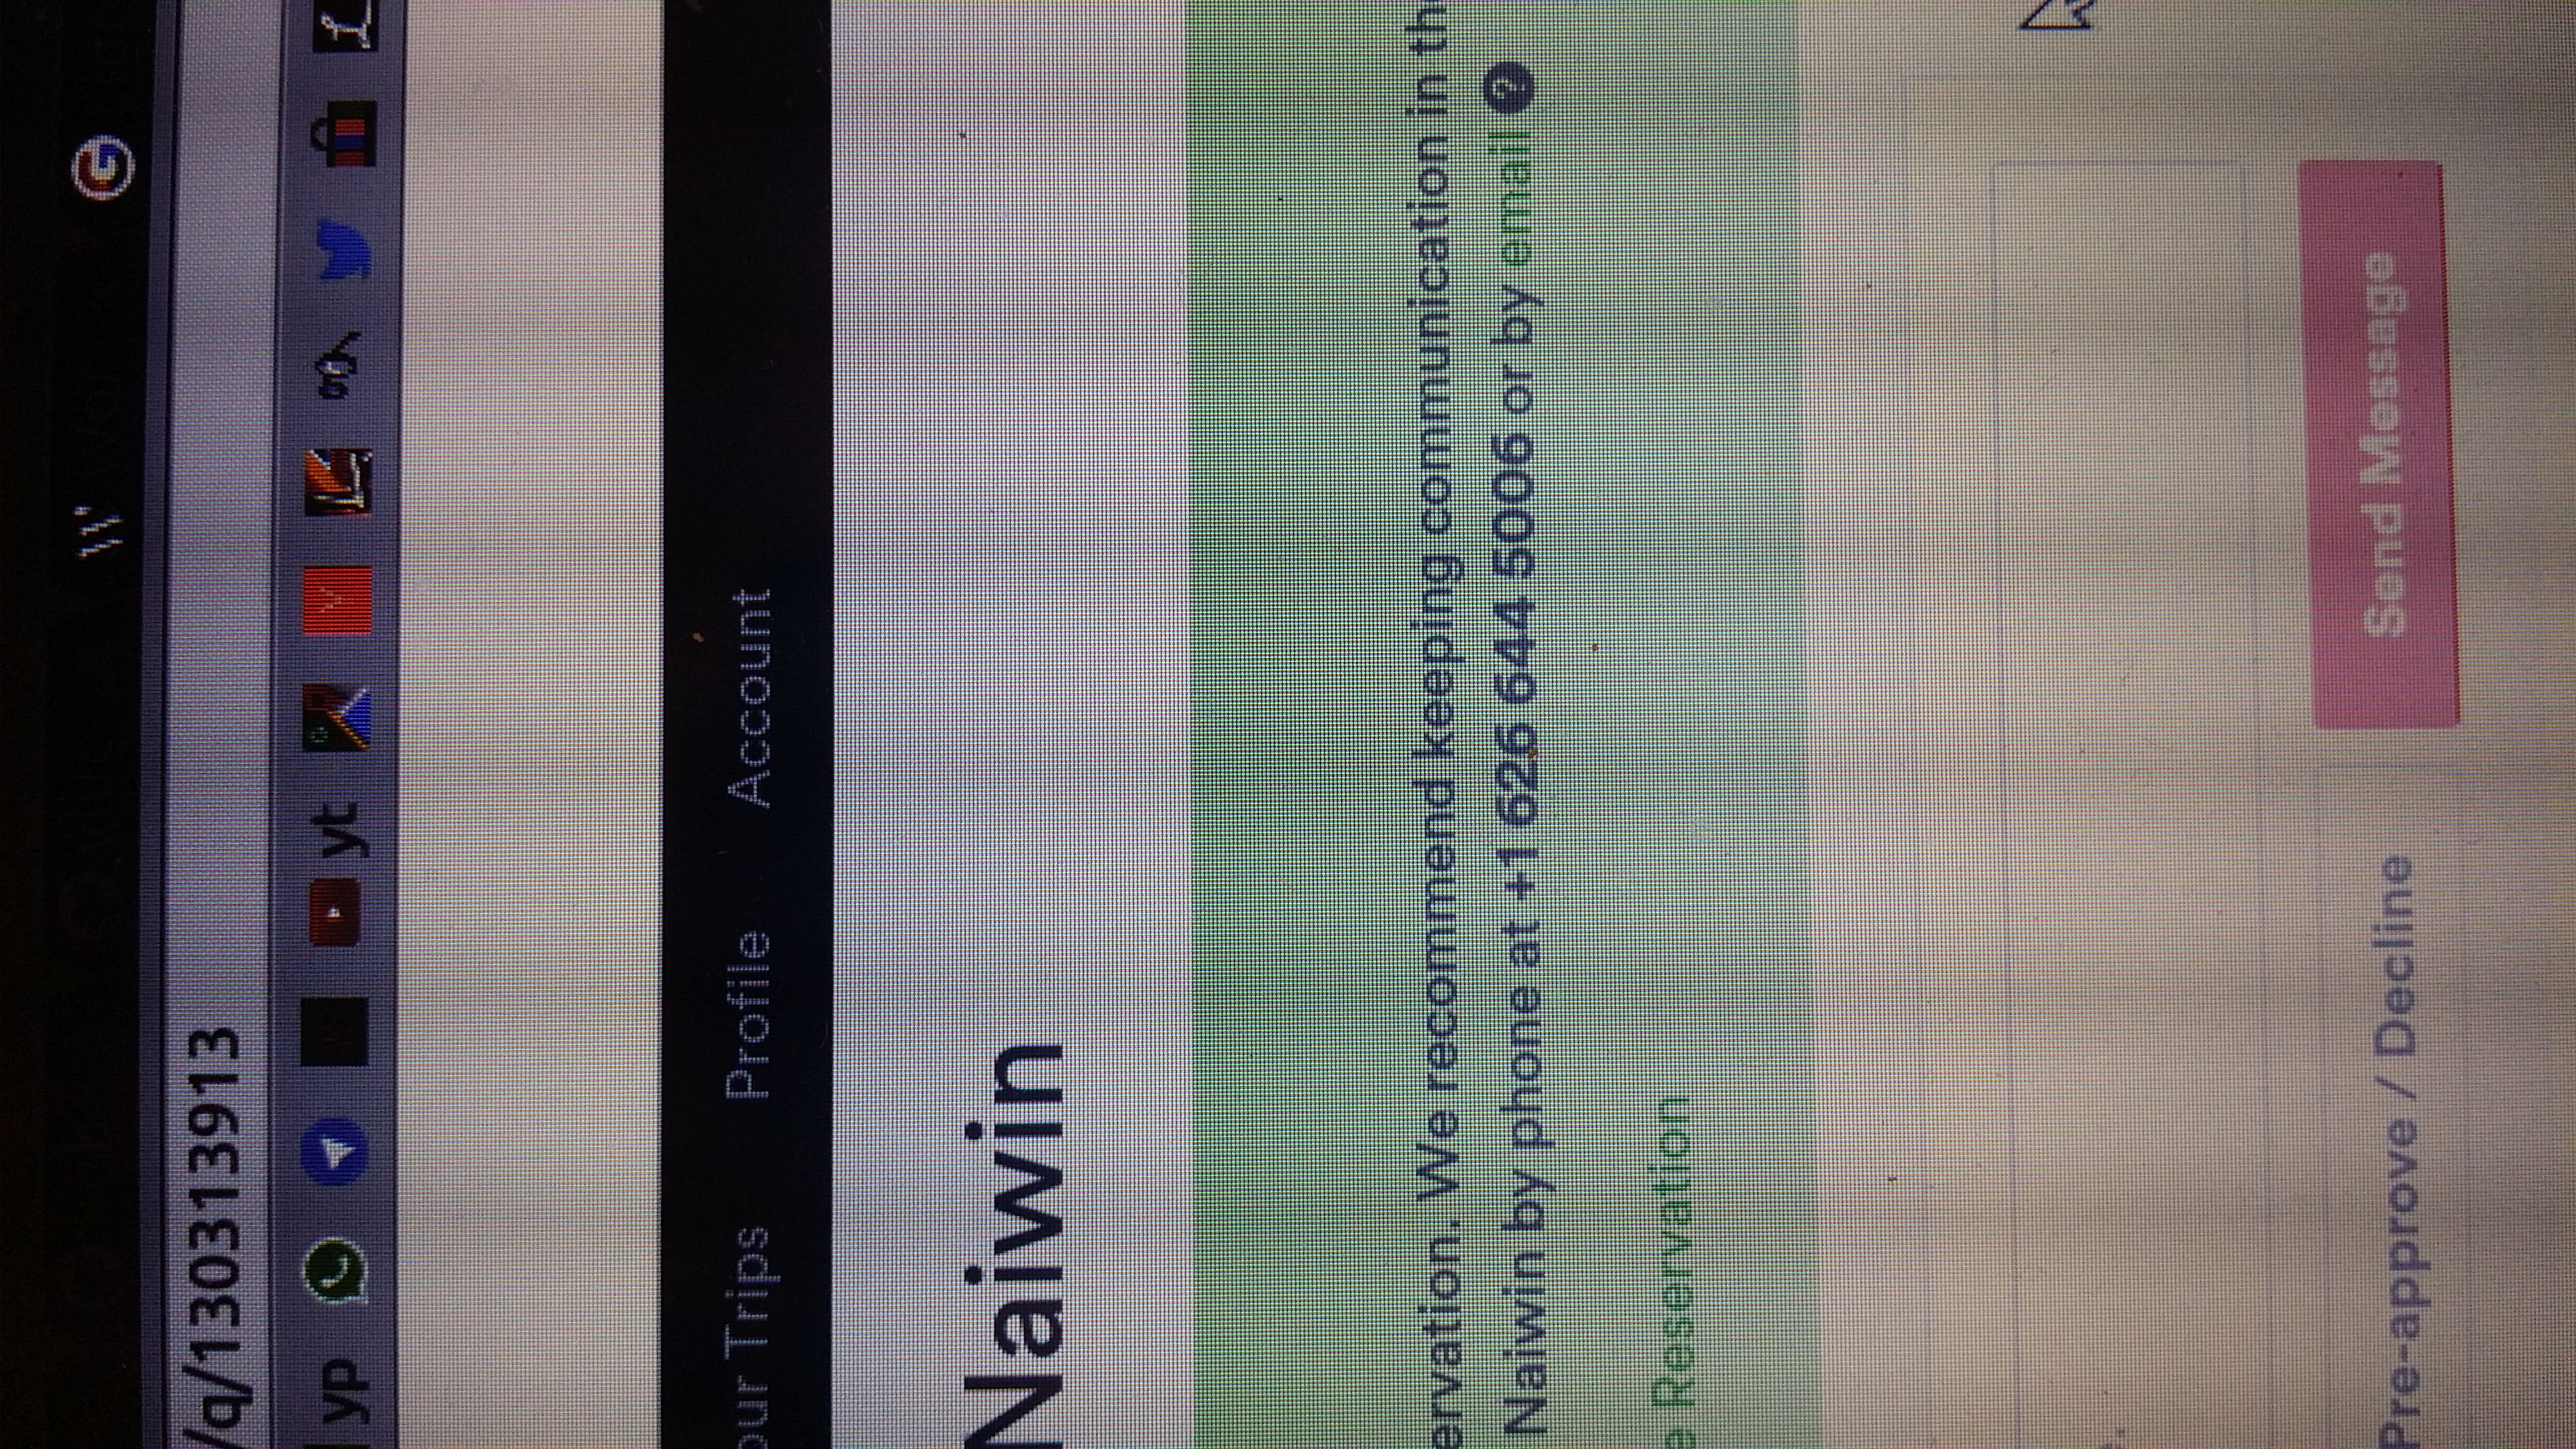 W G
/q/130313913
yp yt
our Trips Profile Account
Naiwin
ervation. We recommend keeping communication in th
Naiwin by phone at +1 626 644 5006 or by email ?
e Reservation
e.
Pre-approve / Decline Send Message